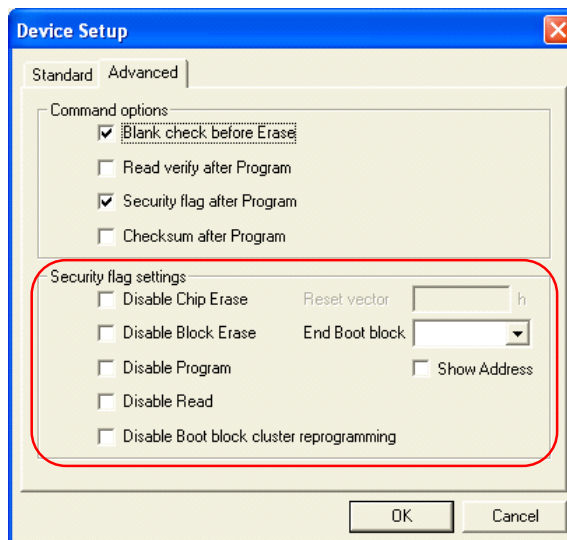 Device Setup
Standard Advanced
Command options
Blank check before Erase
Read verify after Program
Security flag after Program
Checksum after Program
Security flag settings
Disable Chip Erase Reset vector h
Disable Block Erase End Boot block
Disable Program Show Address
Disable Read
Disable Boot block cluster reprogramming
OK Cancel